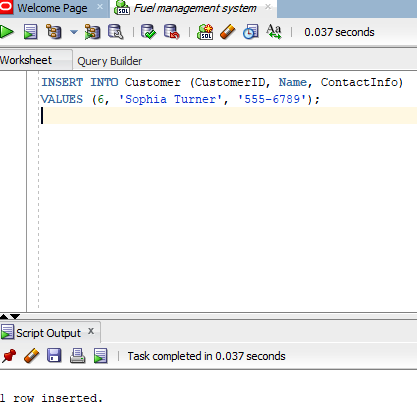 Welcome Page
Fuel management system
0.037 seconds
Worksheet
Query Builder
INSERT INTO Customer (CustomerID, Name, ContactInfo)
VALUES (6, 'Sophia Turner', '555-6789');
Script Output
Task completed in 0.037 seconds
1 row inserted.